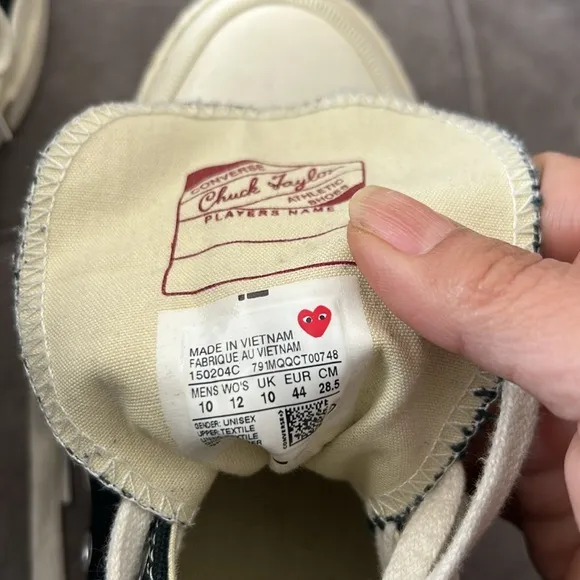 CONVERSE
Chuck Taylor
ATHLETIC
SHOES
PLAYERS NAME
MADE IN VIETNAM
FABRIQUE AU VIETNAM
150204C 791MQQCT00748
MENS WO'S UK EUR CM
10 12 10 44 28.5
GENDER: UNISEX
UPPER: TEXTILE